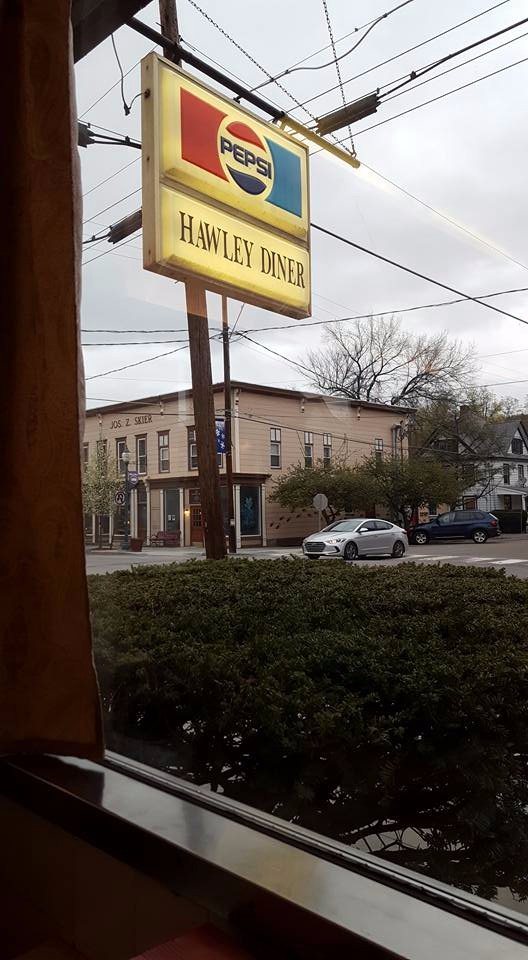 PEPSI
HAWLEY DINER
JOS. Z. SKIER